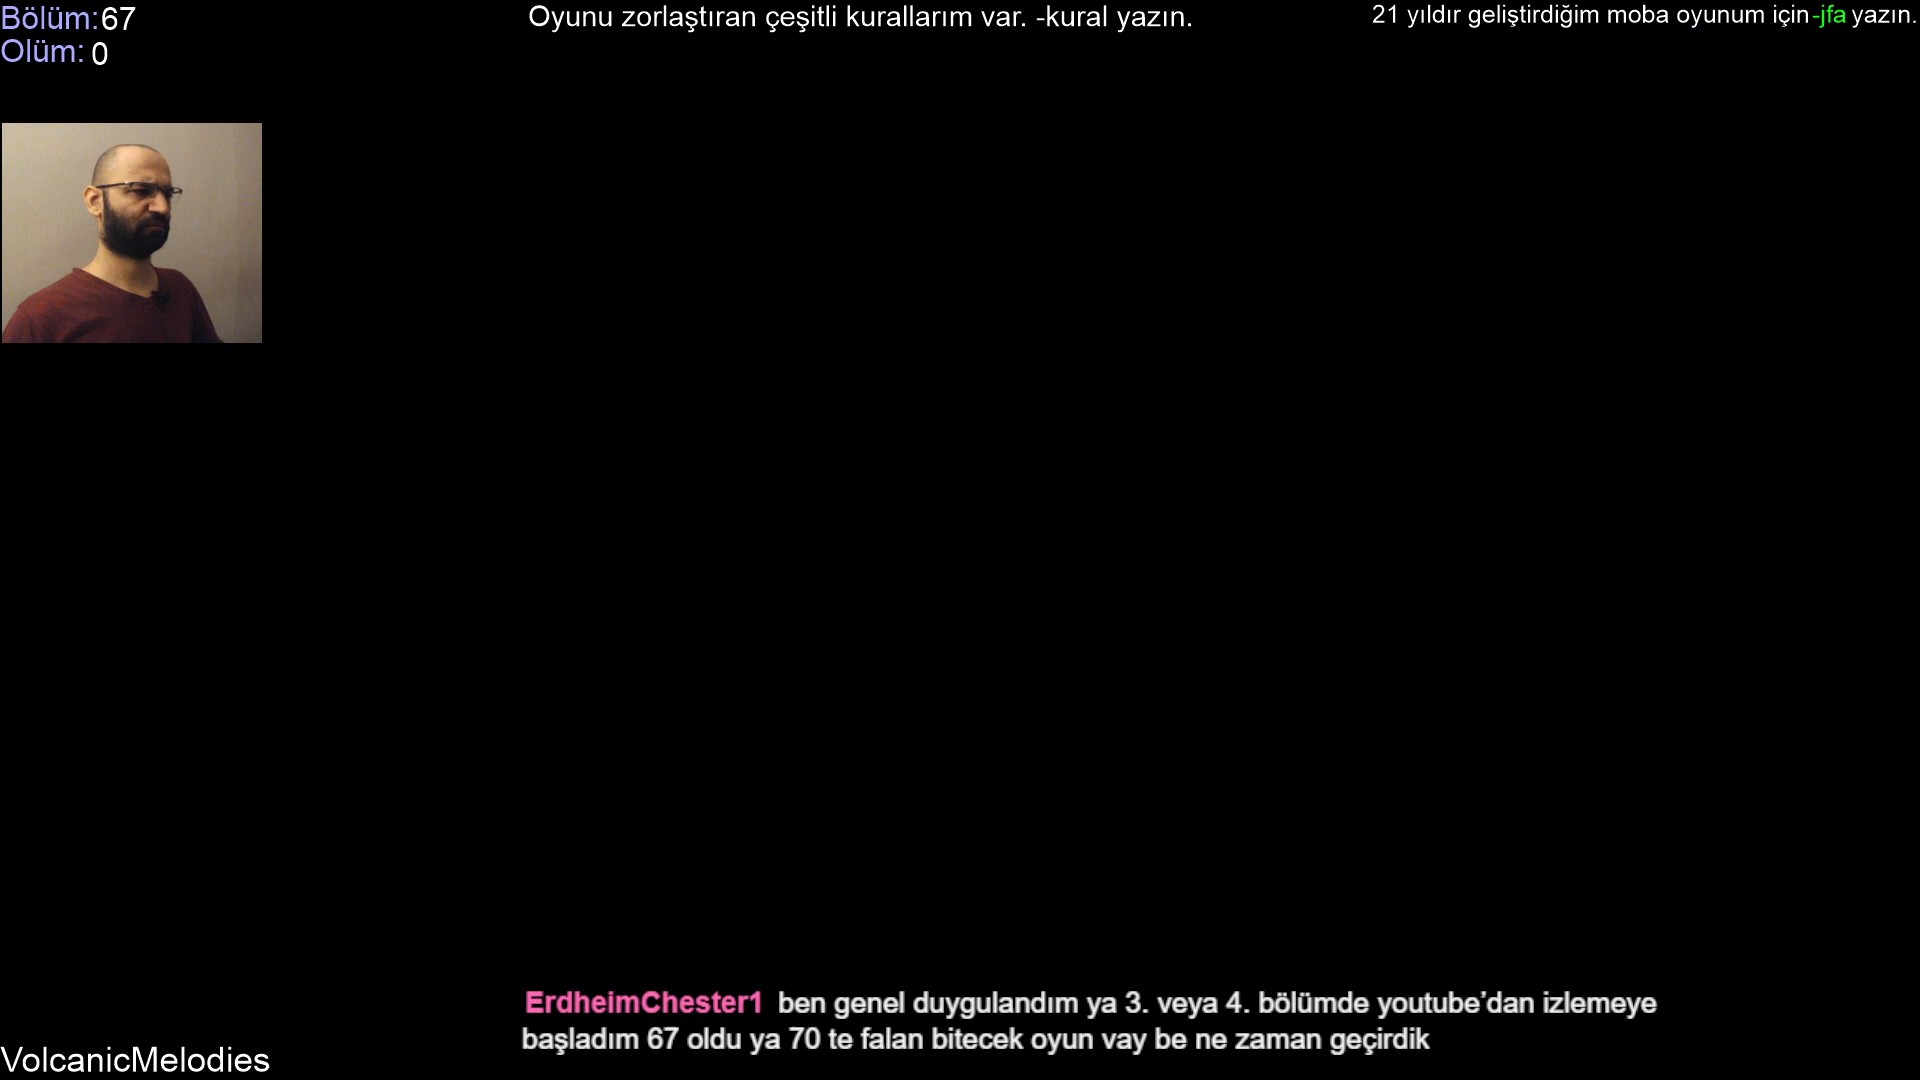 Bölüm:67
Olüm: 0
Oyunu zorlaştıran çeşitli kurallarım var. -kural yazın.
21 yıldır geliştirdiğim moba oyunum için -jfa yazın.
ErdheimChester1 ben genel duygulandım ya 3. veya 4. bölümde youtube’dan izlemeye
başladım 67 oldu ya 70 te falan bitecek oyun vay be ne zaman geçirdik
VolcanicMelodies